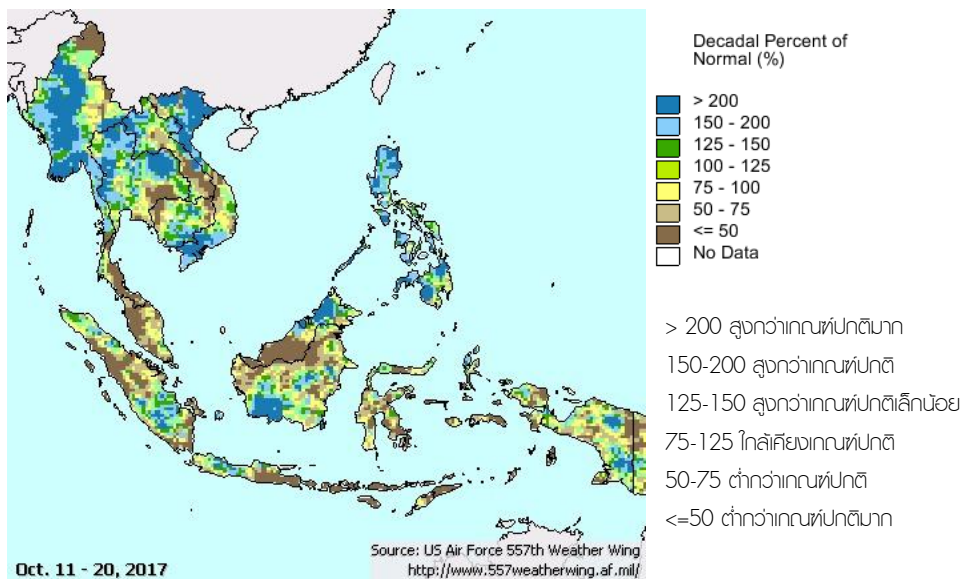 Decadal Percent of
Normal (%)
> 200
150 - 200
125 - 150
100 - 125
75 - 100
50 - 75
<= 50
No Data
> 200 สูงกว่าเกณฑ์ปกติมาก
150-200 สูงกว่าเกณฑ์ปกติ
125-150 สูงกว่าเกณฑ์ปกติเล็กน้อย
75-125 ใกล้เคียงเกณฑ์ปกติ
50-75 ต่ำกว่าเกณฑ์ปกติ
<=50 ต่ำกว่าเกณฑ์ปกติมาก
Source: US Air Force 557th Weather Wing
Oct. 11 - 20, 2017 http://www.557weatherwing.af.mil/